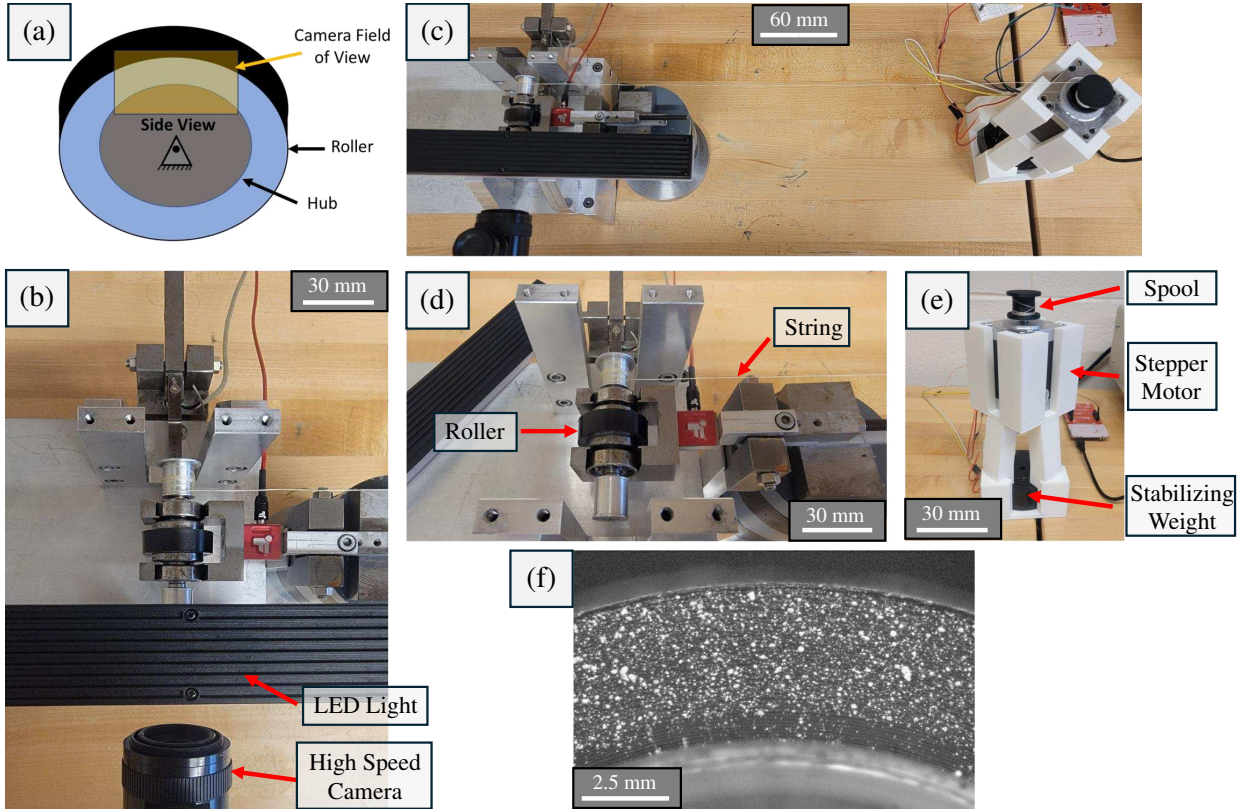 (a)
Camera Field
of View
Side View
Roller
Hub
(b)
30 mm
LED Light
High Speed
Camera
(c)
60 mm
(d)
String
Roller
30 mm
(e)
Spool
Stepper
Motor
Stabilizing
Weight
30 mm
(f)
2.5 mm